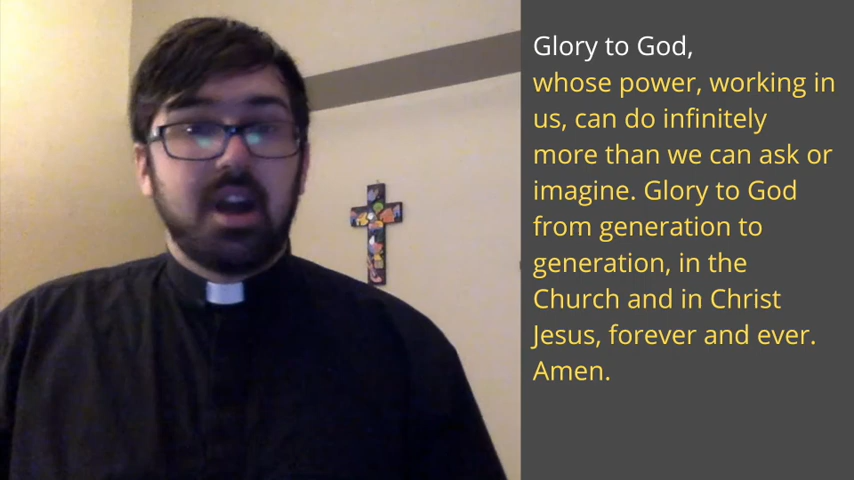 Glory to God,
whose power, working in
us, can do infinitely
more than we can ask or
imagine. Glory to God
from generation to
generation, in the
Church and in Christ
Jesus, forever and ever.
Amen.